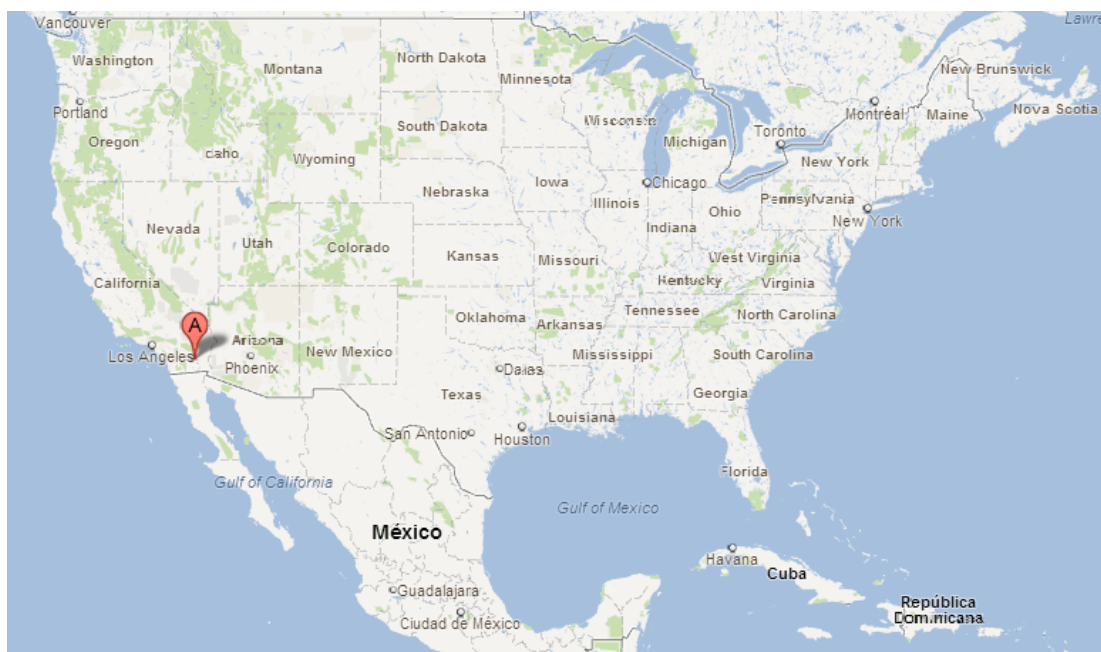 Vancouver
Lawre
Washington
Montana
North Dakota
Minnesota
New Brunswick
Portland
Montréal
Maine
Nova Scotia
Oregon
South Dakota
Wisconsin
Michigan
Toronto
New York
aho
Wyoming
Iowa
Chicago
Nebraska
Illinois
Ohio
Pennsylvania
New York
Nevada
Utah
Colorado
Kansas
Missouri
Indiana
West Virginia
California
Kentucky
Virginia
A
Oklahoma
Arkansas
Tennessee
North Carolina
Los Angeles
Arizona
Phoenix
New Mexico
Mississippi
South Carolina
Dallas
Texas
Georgia
Louisiana
San Antonio
Houston
Gulf of California
Florida
Gulf of Mexico
México
Havana
Cuba
Guadalajara
Ciudad de México
República
Dominicana